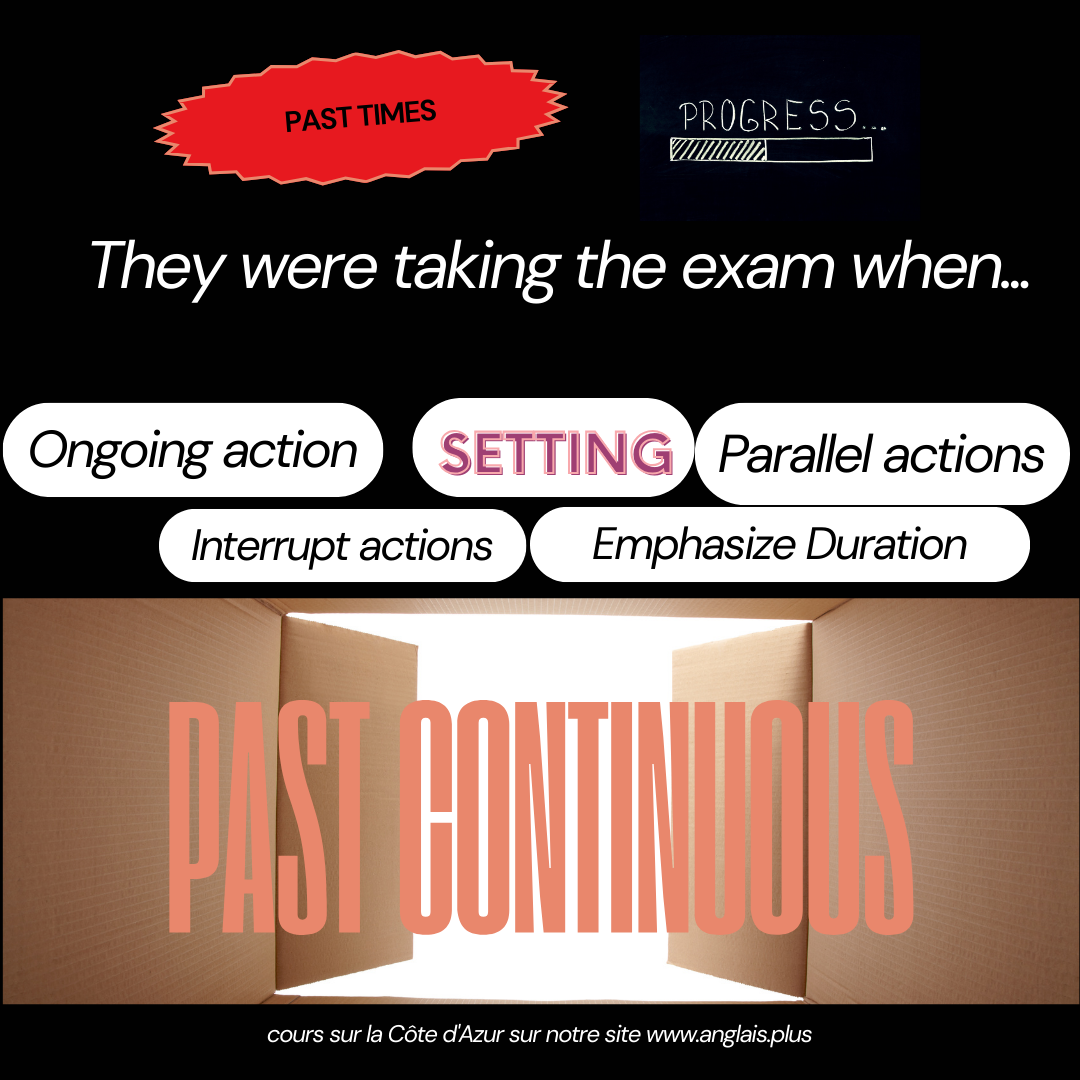 PAST TIMES
PROGRESS...
They were taking the exam when...
Ongoing action
SETTING
Parallel actions
Interrupt actions
Emphasize Duration
PAST CONTINUOUS
cours sur la Côte d'Azur sur notre site www.anglais.plus